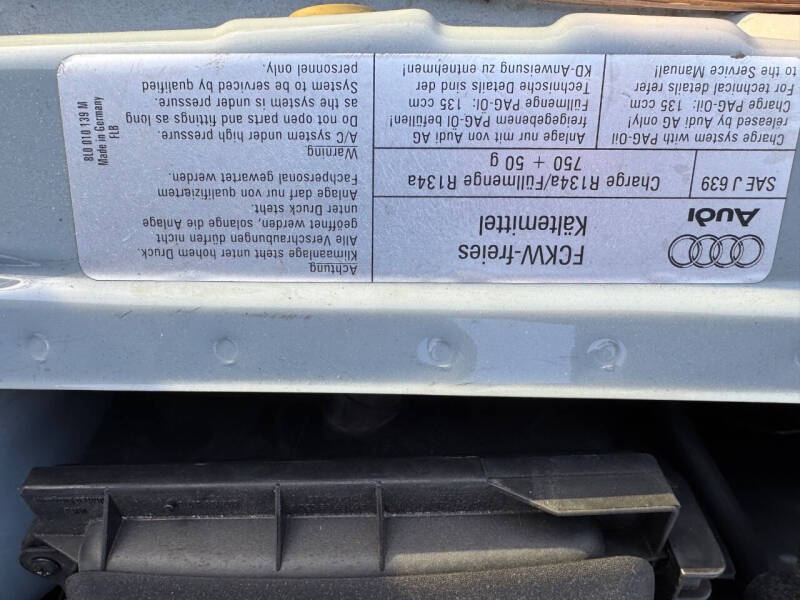 Audi
FCKW-freies
Kältemittel
SAE J 639
Charge R134a/Füllmenge R134a
750 + 50 g
Charge system with PAG-Oil
released by Audi AG only!
Charge PAG-Oil: 135 ccm
For technical details refer
to the Service Manual!!
Anlage nur mit von Audi AG
freigegebenem PAG-Öl befüllen!
Füllmenge PAG-Öl: 135 ccm
Technische Details sind der
KD-Anweisung zu entnehmen!
Achtung
Klimaanlage steht unter hohem Druck.
Alle Verschraubungen dürfen nicht
geöffnet werden, solange die Anlage
unter Druck steht.
Anlage darf nur von qualifiziertem
Fachpersonal gewartet werden.
Warning
A/C system under high pressure.
Do not open parts and fittings as long
as the system is under pressure.
System to be serviced by qualified
personnel only.
8L0 010 139 M
Made in Germany
FLB